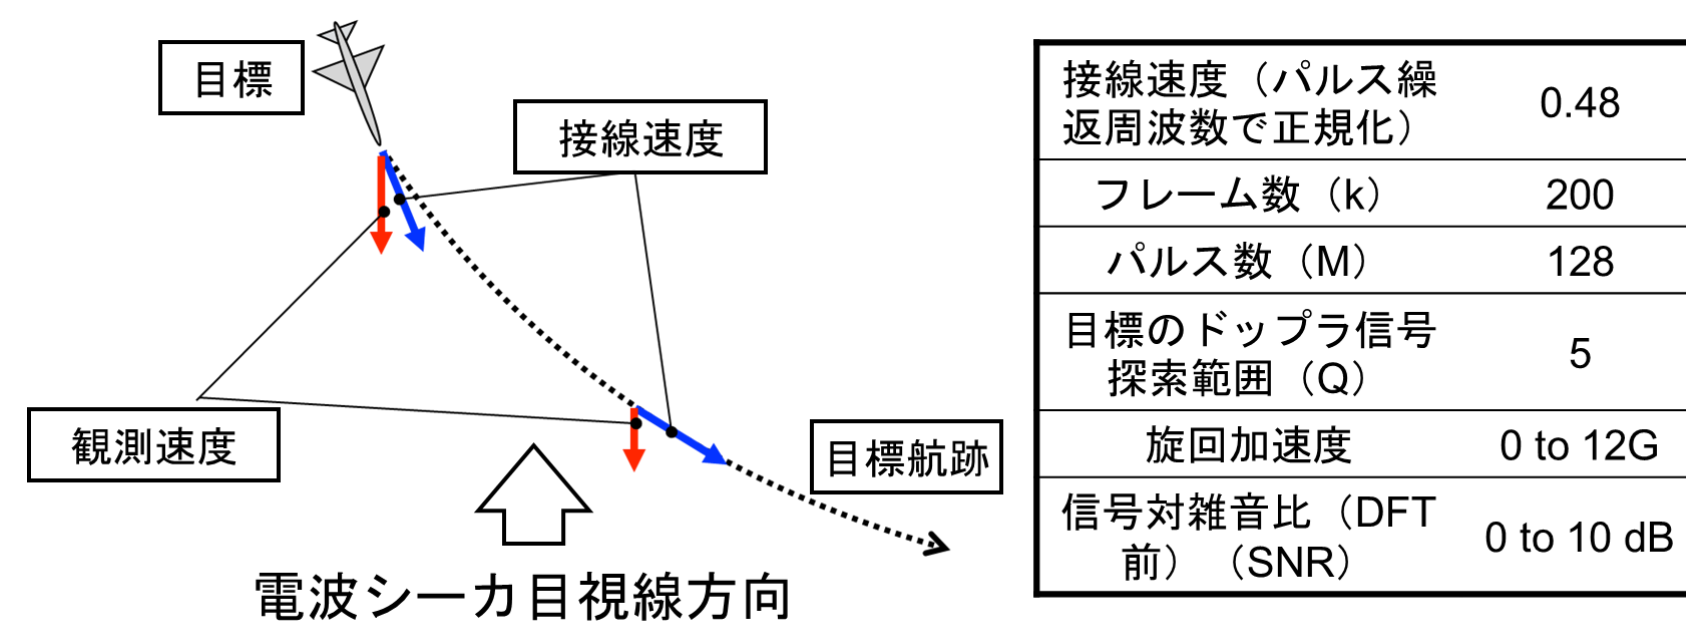 目標
接線速度
観測速度
目標航跡
電波シーカ目視線方向
接線速度（パルス繰
返周波数で正規化）
0.48
フレーム数（k）
200
パルス数（M）
128
目標のドップラ信号
探索範囲（Q）
5
旋回加速度
0 to 12G
信号対雑音比（DFT
前）（SNR）
0 to 10 dB